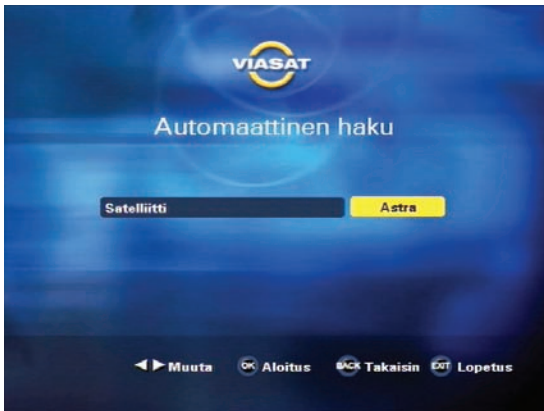 VIASAT
Automaattinen haku
Satelliitti Astra
Muuta OK Aloitus BACK Takaisin EXIT Lopetus